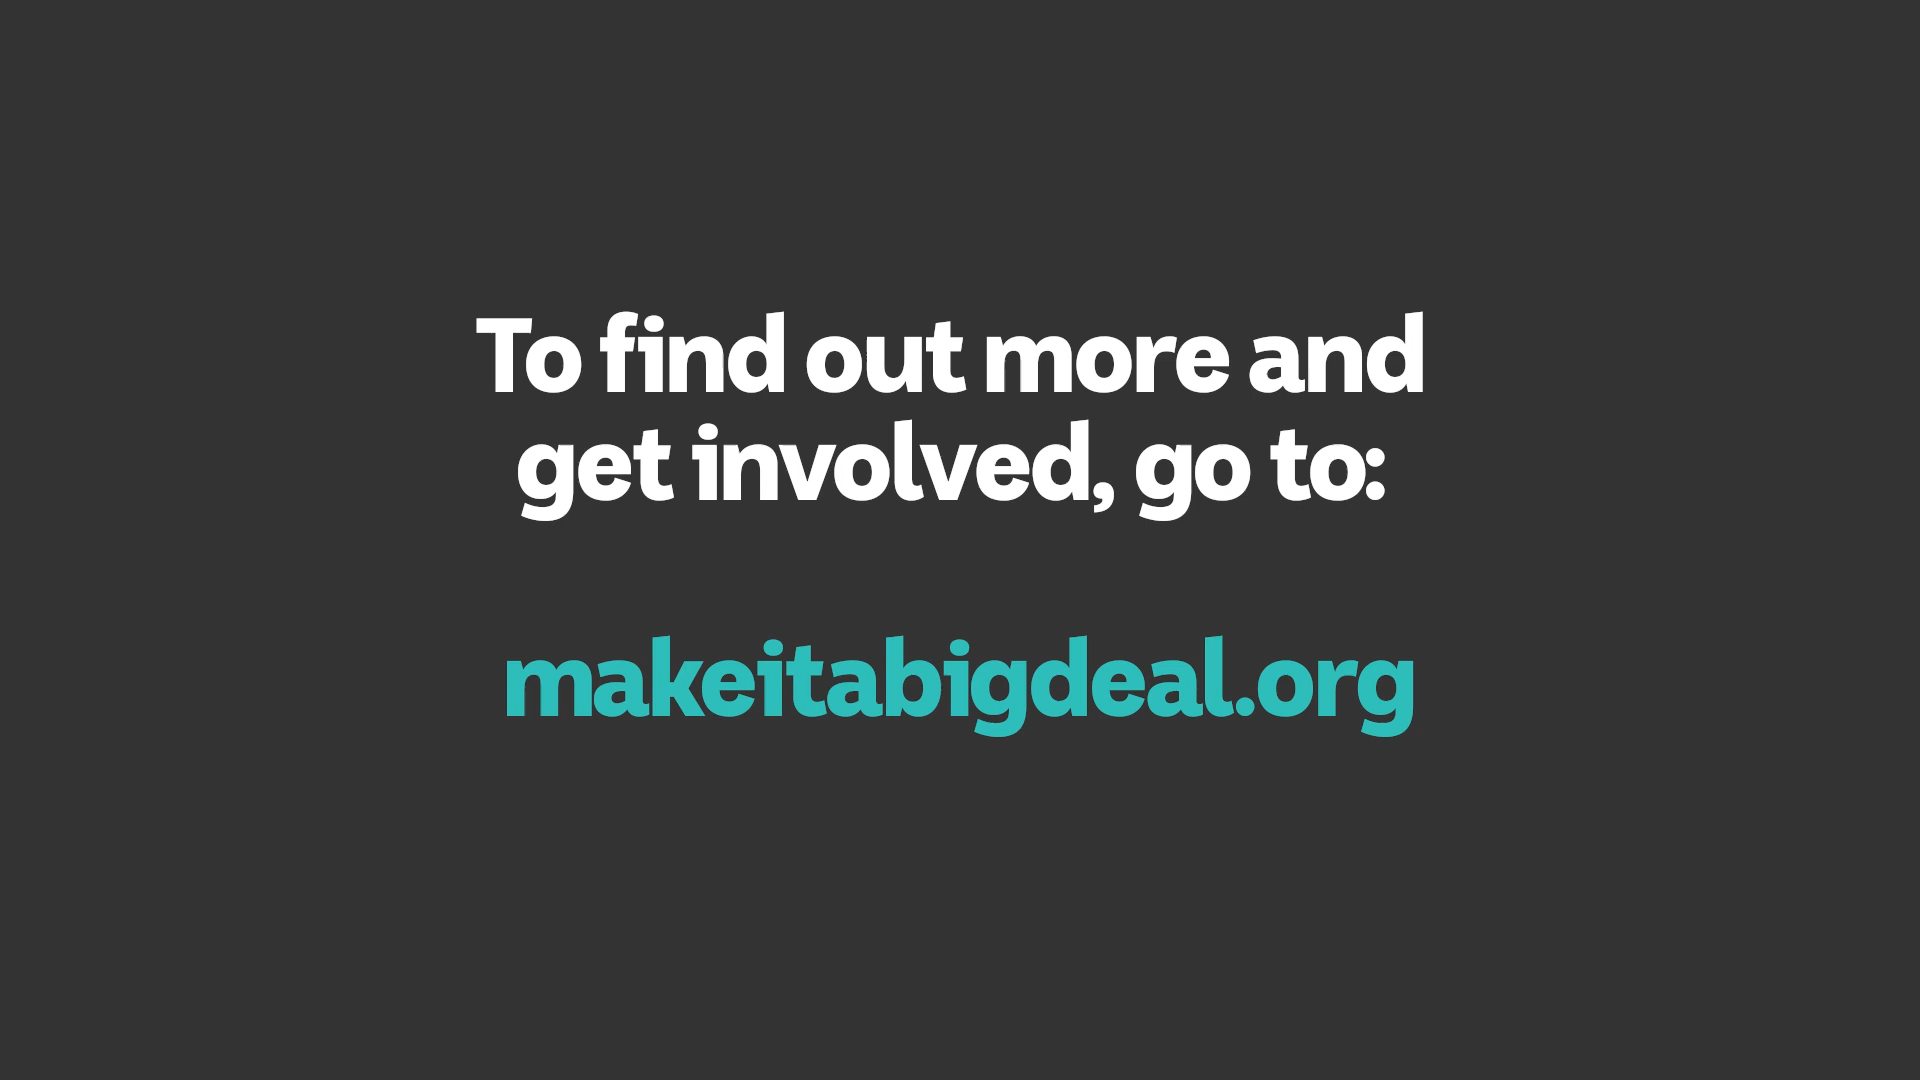 To find out more and
get involved, go to:
makeitabigdeal.org